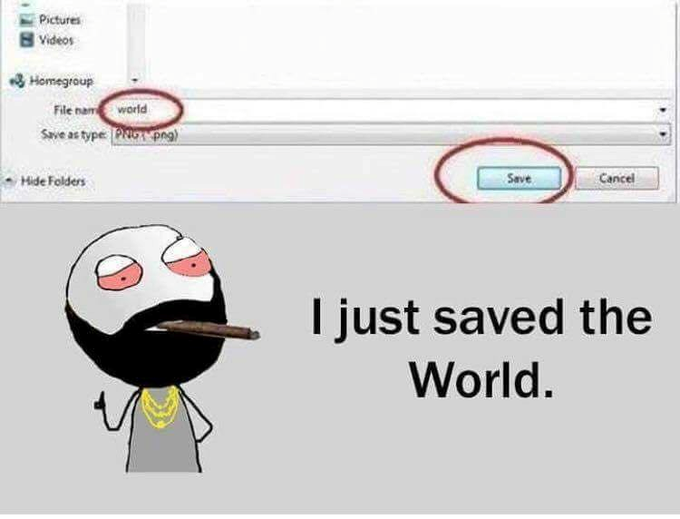 Pictures
Videos
Homegroup
File name world
Save as type: PNG (*.png)
Hide Folders Save Cancel
I just saved the
World.